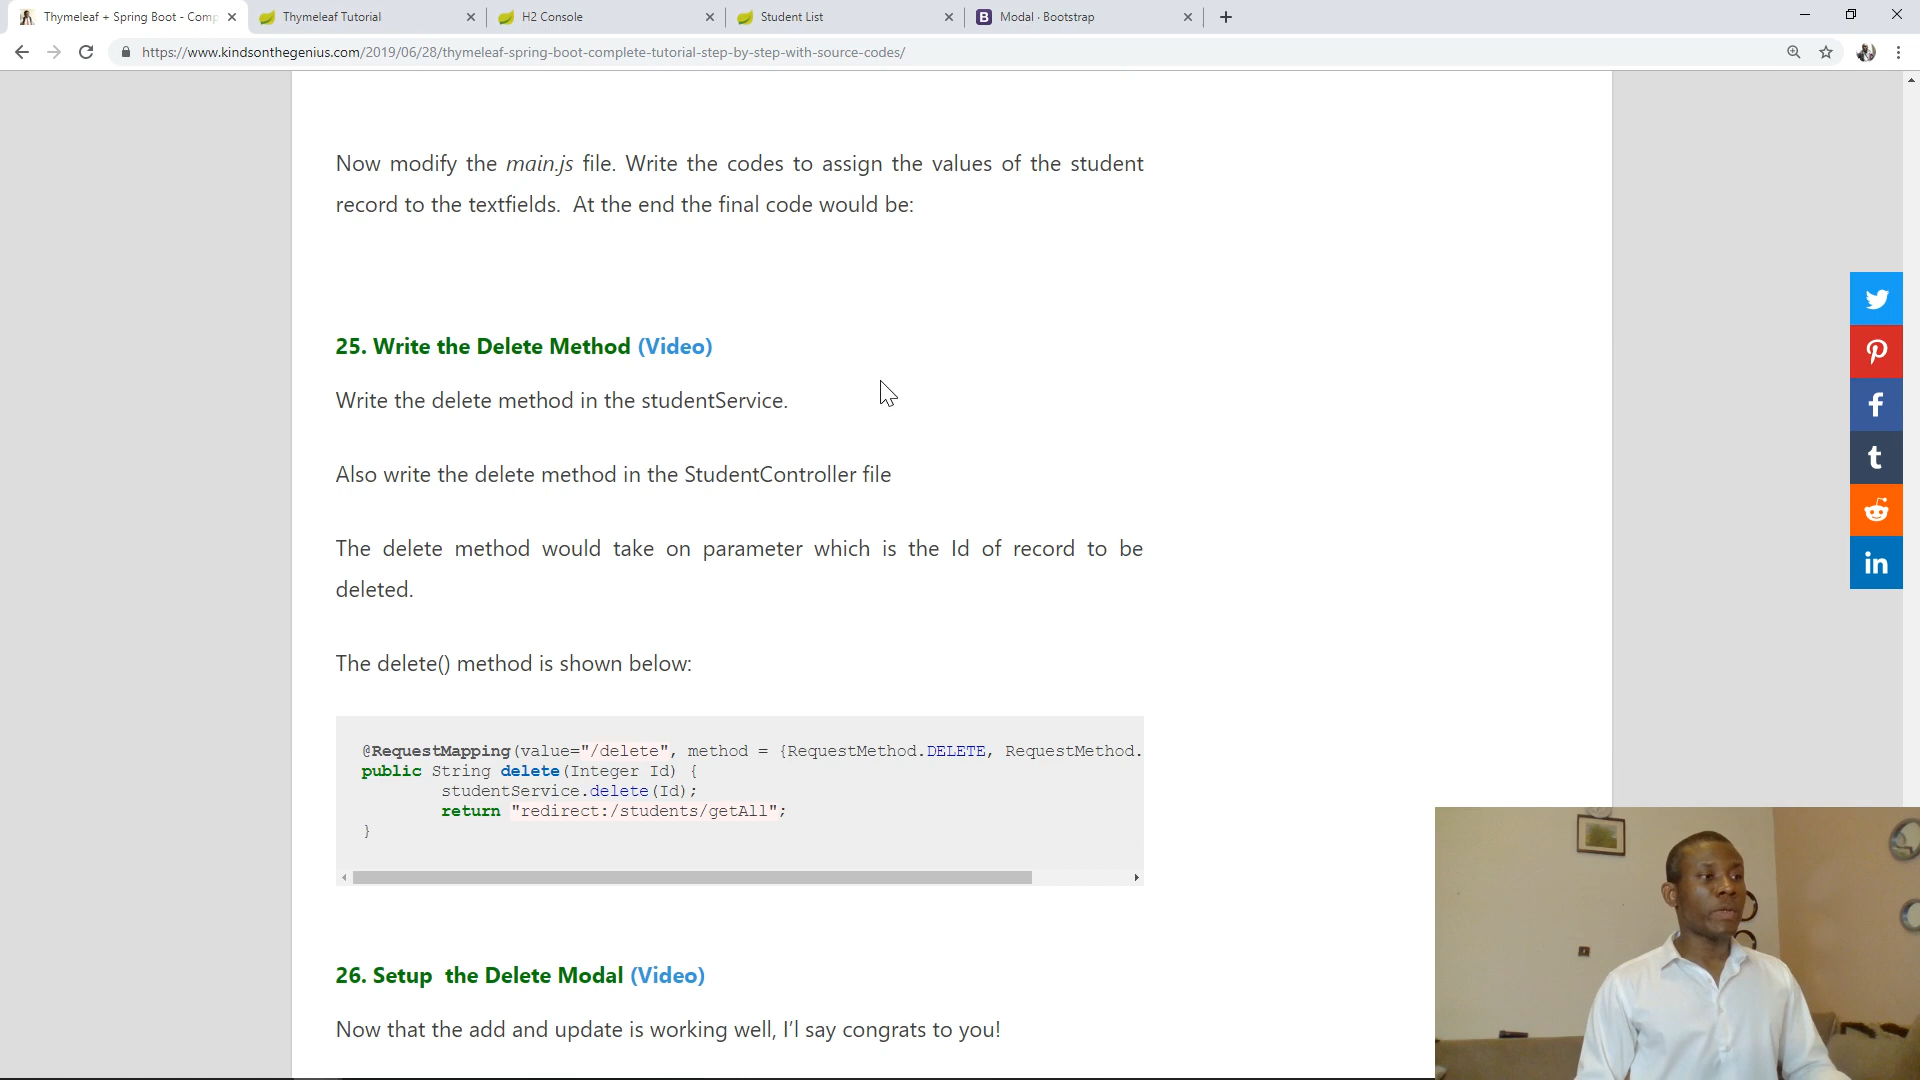 Thymeleaf + Spring Boot - Comp
Thymeleaf Tutorial
H2 Console
Student List
B Modal · Bootstrap
https://www.kindsonthegenius.com/2019/06/28/thymeleaf-spring-boot-complete-tutorial-step-by-step-with-source-codes/
Now modify the main.js file. Write the codes to assign the values of the student
record to the textfields.  At the end the final code would be:
25. Write the Delete Method (Video)
Write the delete method in the studentService.
Also write the delete method in the StudentController file
The delete method would take on parameter which is the Id of record to be
deleted.
The delete() method is shown below:
@RequestMapping(value="/delete", method = {RequestMethod.DELETE, RequestMethod.
public String delete(Integer Id) {
studentService.delete(Id);
return "redirect:/students/getAll";
}
26. Setup  the Delete Modal (Video)
Now that the add and update is working well, I'l say congrats to you!